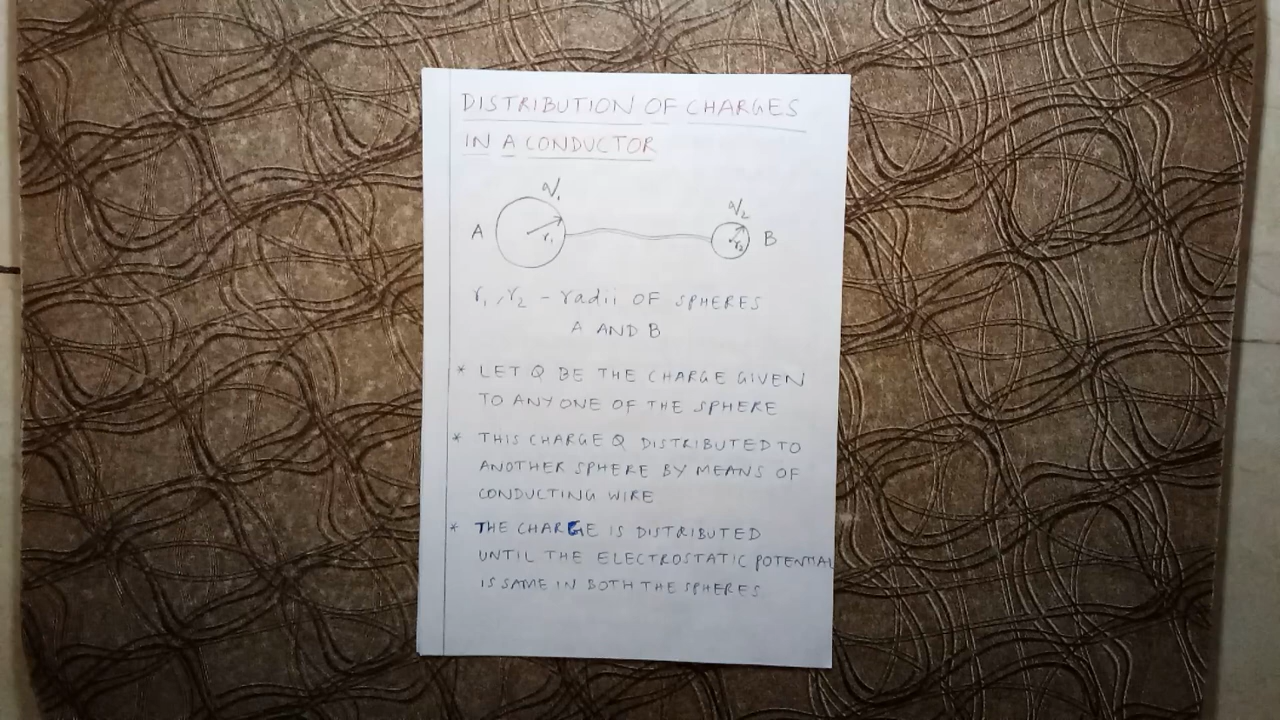 DISTRIBUTION OF CHARGES
IN A CONDUCTOR
q1
q2
A
r1
r2
B
r1, r2 - radii OF SPHERES
A AND B
* LET Q BE THE CHARGE GIVEN
TO ANYONE OF THE SPHERE
* THIS CHARGE Q DISTRIBUTED TO
ANOTHER SPHERE BY MEANS OF
CONDUCTING WIRE
* THE CHARGE IS DISTRIBUTED
UNTIL THE ELECTROSTATIC POTENTIAL
IS SAME IN BOTH THE SPHERES